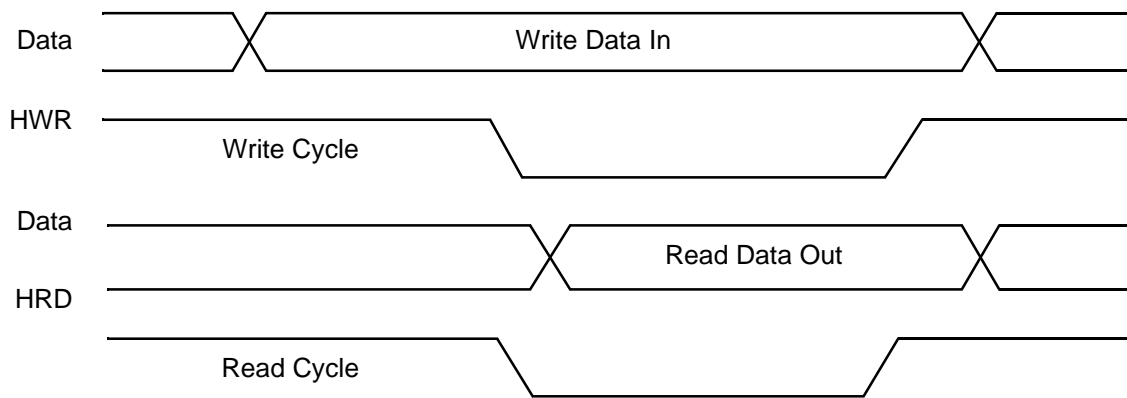 Data
Write Data In
HWR
Write Cycle
Data
Read Data Out
HRD
Read Cycle